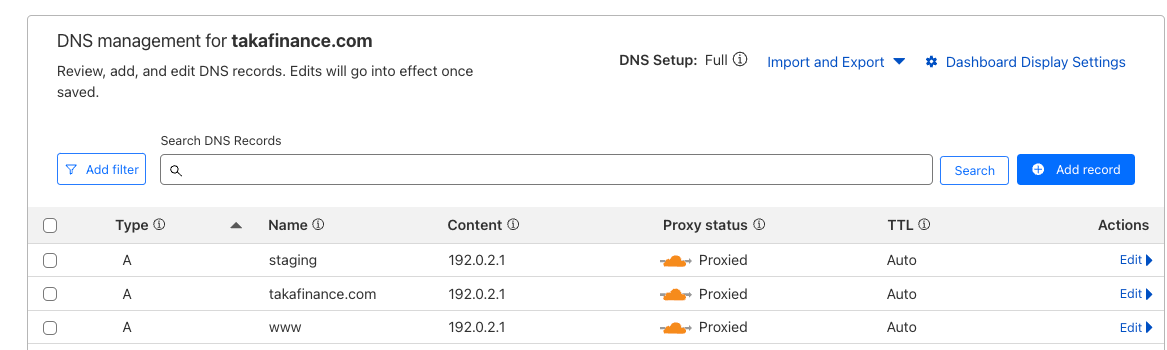 DNS management for takafinance.com
Review, add, and edit DNS records. Edits will go into effect once
saved.
DNS Setup: Full
Import and Export
Dashboard Display Settings
Search DNS Records
Add filter
Search
Add record
Type Name Content Proxy status TTL Actions
A staging 192.0.2.1 Proxied Auto Edit
A takafinance.com 192.0.2.1 Proxied Auto Edit
A www 192.0.2.1 Proxied Auto Edit